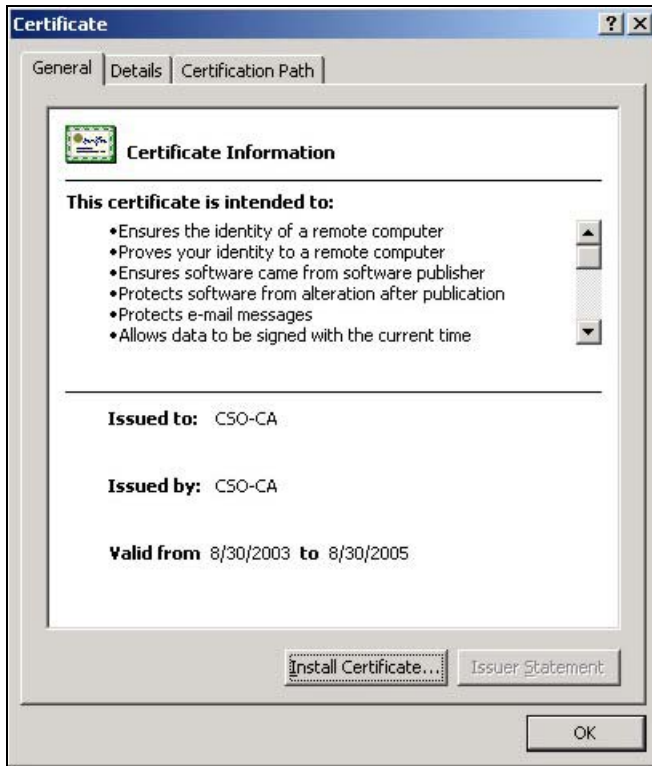 Certificate
General Details Certification Path
Certificate Information
This certificate is intended to:
•Ensures the identity of a remote computer
•Proves your identity to a remote computer
•Ensures software came from software publisher
•Protects software from alteration after publication
•Protects e-mail messages
•Allows data to be signed with the current time
Issued to: CSO-CA
Issued by: CSO-CA
Valid from 8/30/2003 to 8/30/2005
Install Certificate... Issuer Statement
OK